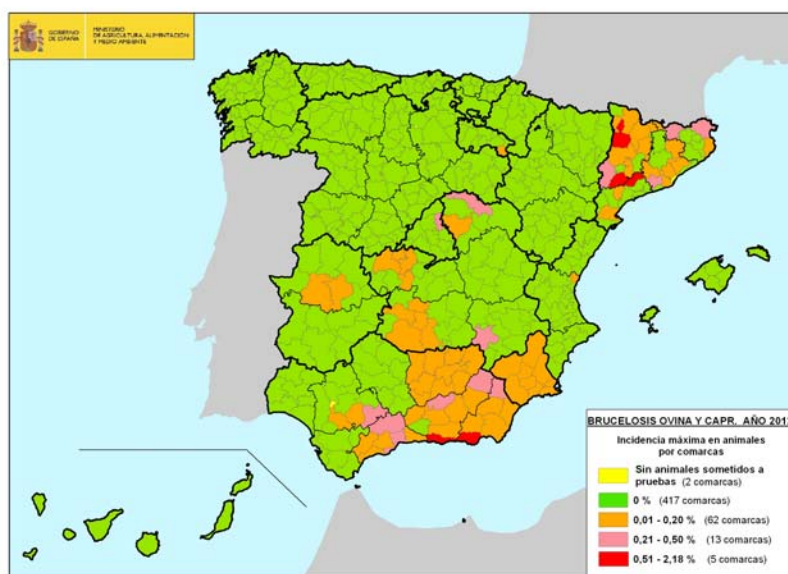 GOBIERNO
DE ESPAÑA
MINISTERIO
DE AGRICULTURA, ALIMENTACIÓN
Y MEDIO AMBIENTE
BRUCELOSIS OVINA Y CAPR. AÑO 201
Incidencia máxima en animales
por comarcas
Sin animales sometidos a
pruebas (2 comarcas)
0 % (417 comarcas)
0,01 - 0,20 % (62 comarcas)
0,21 - 0,50 % (13 comarcas)
0,51 - 2,18 % (5 comarcas)